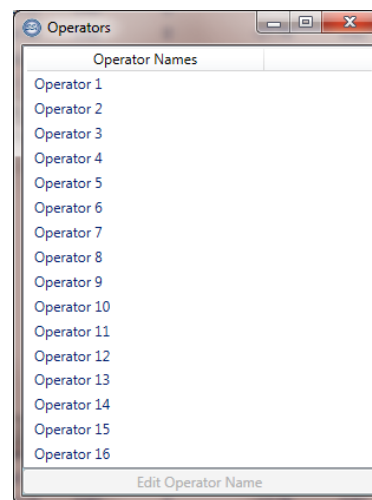 Operators
Operator Names
Operator 1
Operator 2
Operator 3
Operator 4
Operator 5
Operator 6
Operator 7
Operator 8
Operator 9
Operator 10
Operator 11
Operator 12
Operator 13
Operator 14
Operator 15
Operator 16
Edit Operator Name